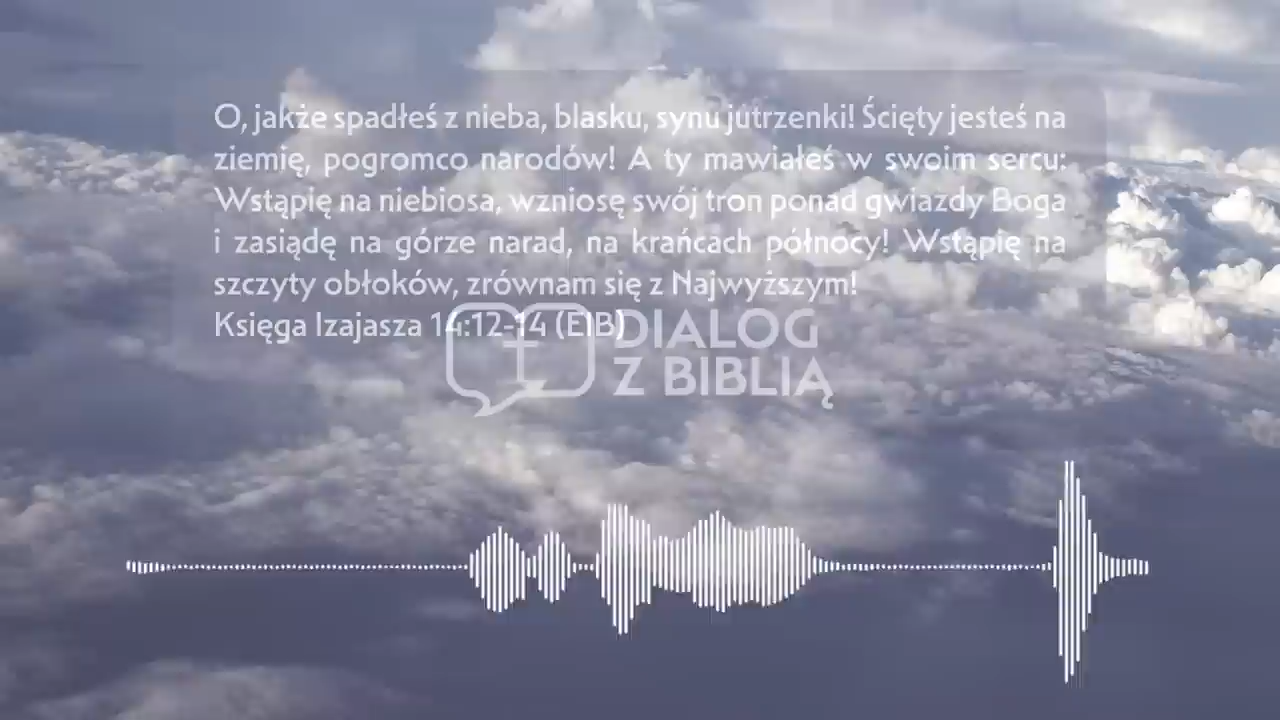 O, jakże spadłeś z nieba, blasku, synu jutrzenki! Ścięty jesteś na
ziemię, pogromco narodów! A ty mawiałeś w swoim sercu:
Wstąpię na niebiosa, wzniosę swój tron ponad gwiazdy Boga
i zasiądę na górze narad, na krańcach północy! Wstąpię na
szczyty obłoków, zrównam się z Najwyższym!
Księga Izajasza 14:12-14 (EIB)
DIALOG
Z BIBLIĄ